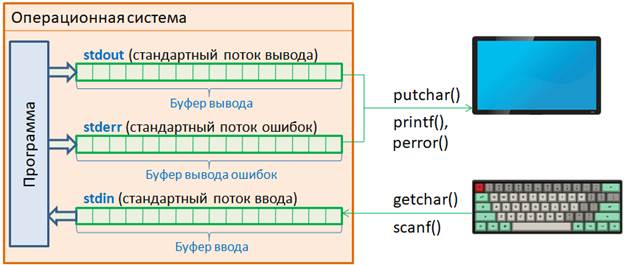 Операционная система
Программа
stdout (стандартный поток вывода)
Буфер вывода
stderr (стандартный поток ошибок)
Буфер вывода ошибок
stdin (стандартный поток ввода)
Буфер ввода
putchar()
printf(),
perror()
getchar()
scanf()